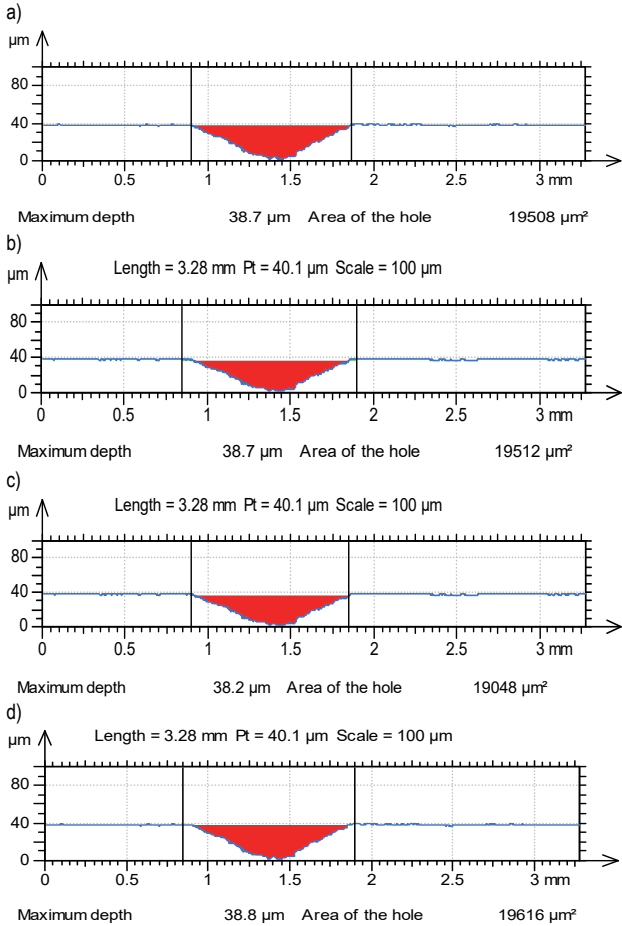 a)
µm
80
40
0
0 0.5 1 1.5 2 2.5 3 mm
Maximum depth 38.7 µm Area of the hole 19508 µm²
b)
Length = 3.28 mm Pt = 40.1 µm Scale = 100 µm
µm
80
40
0
0 0.5 1 1.5 2 2.5 3 mm
Maximum depth 38.7 µm Area of the hole 19512 µm²
c)
Length = 3.28 mm Pt = 40.1 µm Scale = 100 µm
µm
80
40
0
0 0.5 1 1.5 2 2.5 3 mm
Maximum depth 38.2 µm Area of the hole 19048 µm²
d)
Length = 3.28 mm Pt = 40.1 µm Scale = 100 µm
µm
80
40
0
0 0.5 1 1.5 2 2.5 3 mm
Maximum depth 38.8 µm Area of the hole 19616 µm²